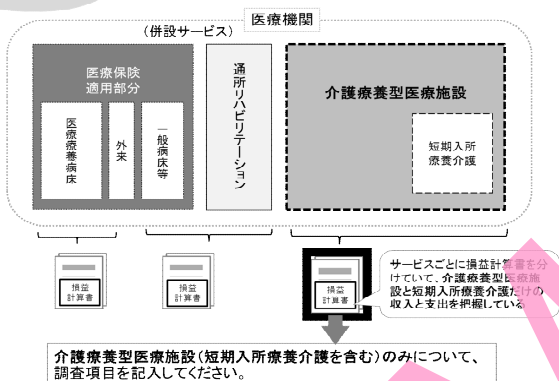 医療機関
（併設サービス）
医療保険
適用部分
医療療養病床
外来
一般病床等
通所リハビリテーション
介護療養型医療施設
短期入所
療養介護
損益
計算書
損益
計算書
損益
計算書
サービスごとに損益計算書を分
けていて、介護療養型医療施
設と短期入所療養介護だけの
収入と支出を把握している
介護療養型医療施設（短期入所療養介護を含む）のみについて、
調査項目を記入してください。